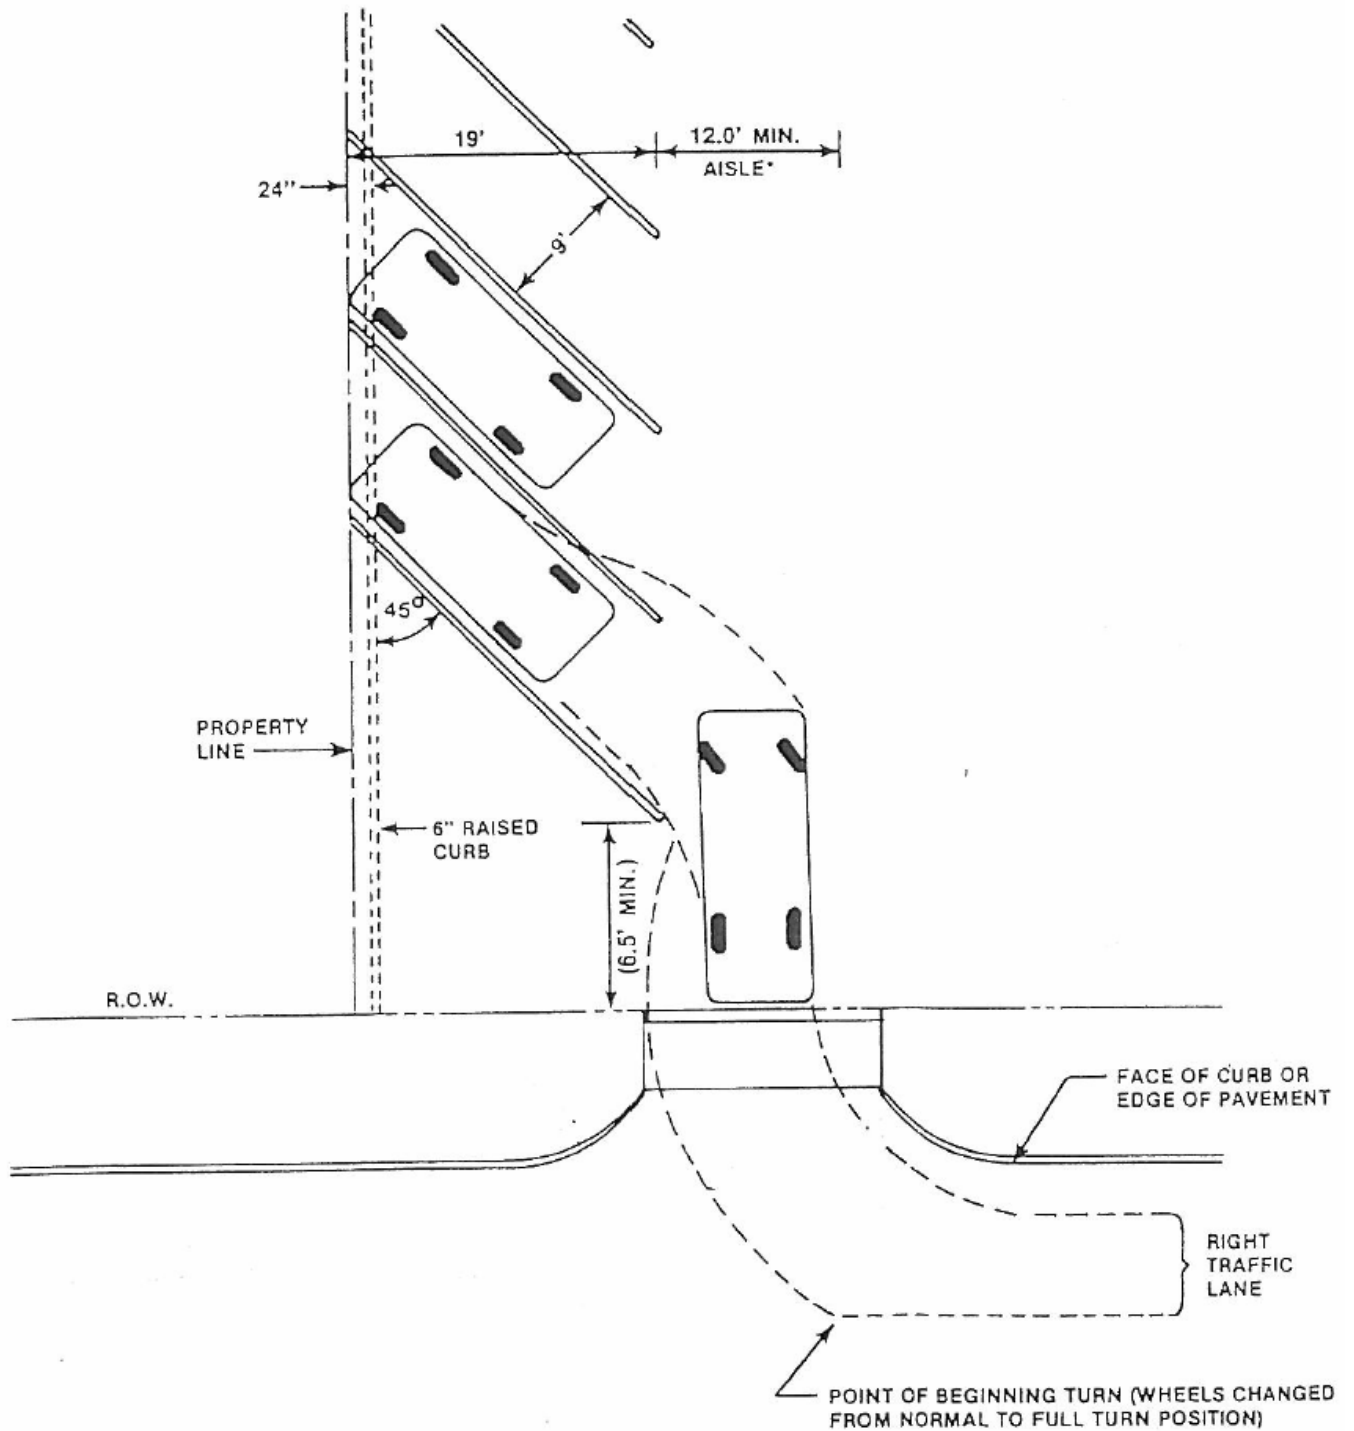 19'
12.0' MIN.
AISLE*
24"
9'
45°
PROPERTY
LINE
6" RAISED
CURB
(6.5' MIN.)
R.O.W.
FACE OF CURB OR
EDGE OF PAVEMENT
RIGHT
TRAFFIC
LANE
POINT OF BEGINNING TURN (WHEELS CHANGED
FROM NORMAL TO FULL TURN POSITION)